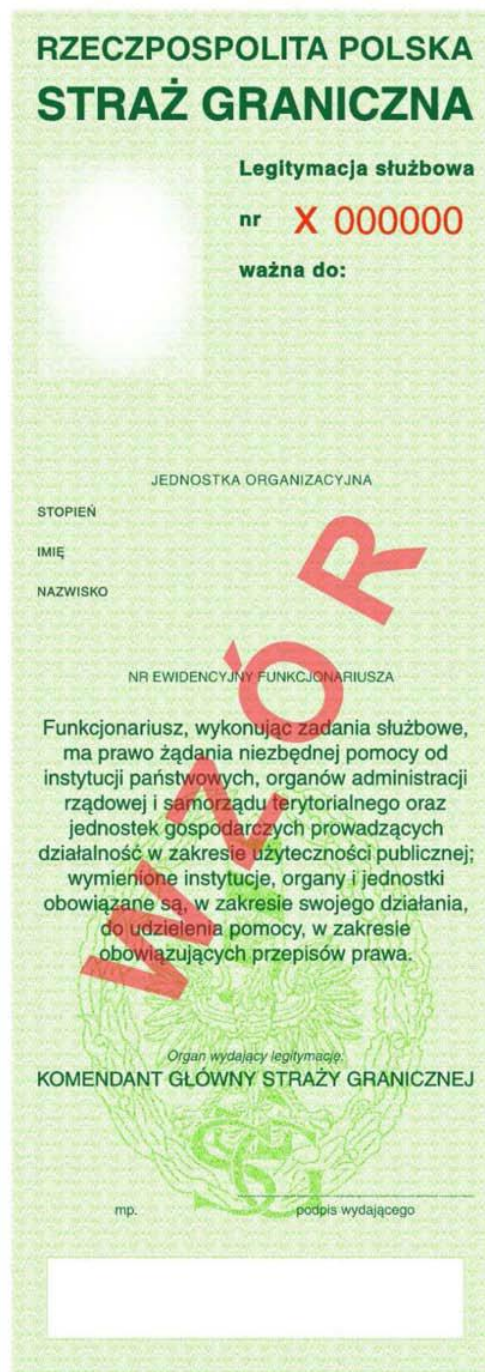 RZECZPOSPOLITA POLSKA
STRAŻ GRANICZNA
Legitymacja służbowa
nr X 000000
ważna do:
JEDNOSTKA ORGANIZACYJNA
STOPIEŃ
IMIĘ
NAZWISKO
NR EWIDENCYJNY FUNKCJONARIUSZA
Funkcjonariusz, wykonując zadania służbowe,
ma prawo żądania niezbędnej pomocy od
instytucji państwowych, organów administracji
rządowej i samorządu terytorialnego oraz
jednostek gospodarczych prowadzących
działalność w zakresie użyteczności publicznej;
wymienione instytucje, organy i jednostki
obowiązane są, w zakresie swojego działania,
do udzielenia pomocy, w zakresie
obowiązujących przepisów prawa.
WZÓR
Organ wydający legitymację:
KOMENDANT GŁÓWNY STRAŻY GRANICZNEJ
SG
mp.
podpis wydającego